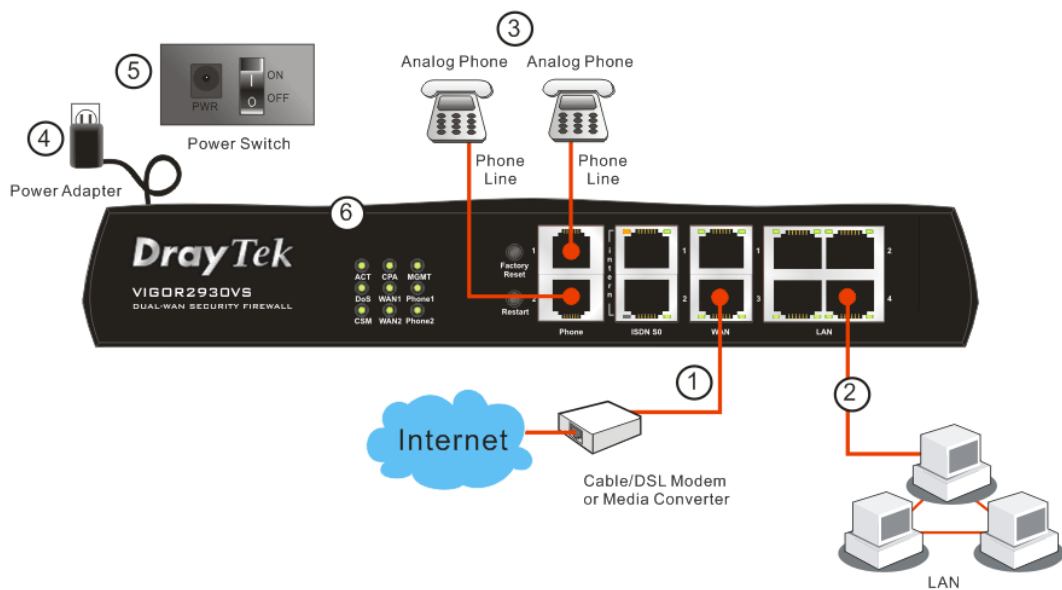 3
Analog Phone
Analog Phone
5
PWR
ON
I
O
OFF
Power Switch
4
Power Adapter
Phone
Line
Phone
Line
6
DrayTek
VIGOR2930VS
DUAL-WAN SECURITY FIREWALL
ACT CPA MGMT
DoS WAN1 Phone1
CSM WAN2 Phone2
Factory
Reset
Restart
1
2
Phone
intern
ISDN S0
1
2
WAN
1
3
LAN
2
4
1
2
Internet
Cable/DSL Modem
or Media Converter
LAN